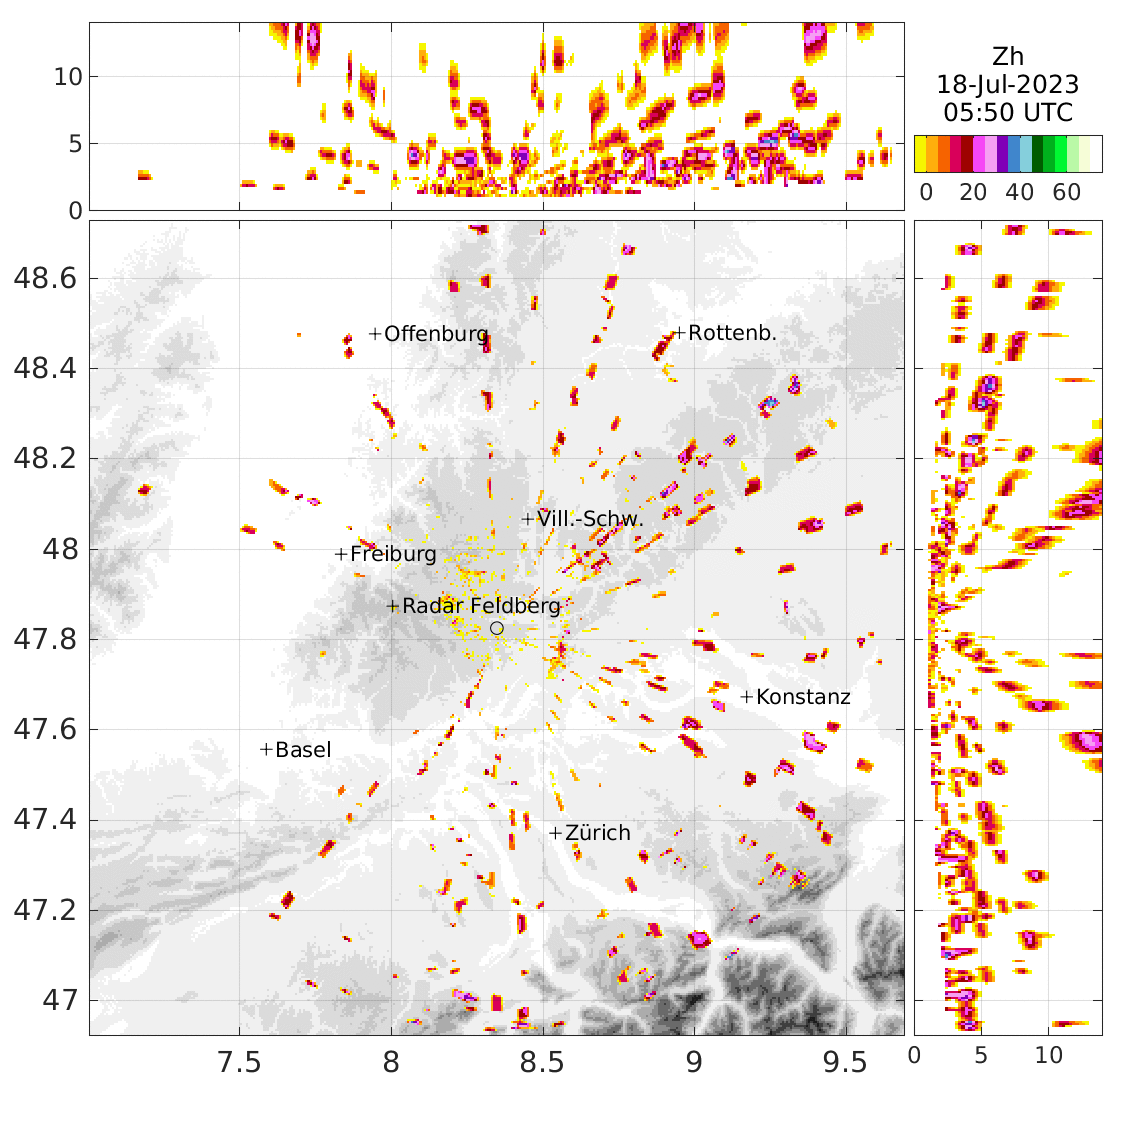 10
5
0
Zh
18-Jul-2023
05:50 UTC
0 20 40 60
48.6
48.4
48.2
48
47.8
47.6
47.4
47.2
47
+Offenburg
+Rottenb.
+Vill.-Schw.
+Freiburg
+Radar Feldberg
+Konstanz
+Basel
+Zürich
7.5 8 8.5 9 9.5
0 5 10